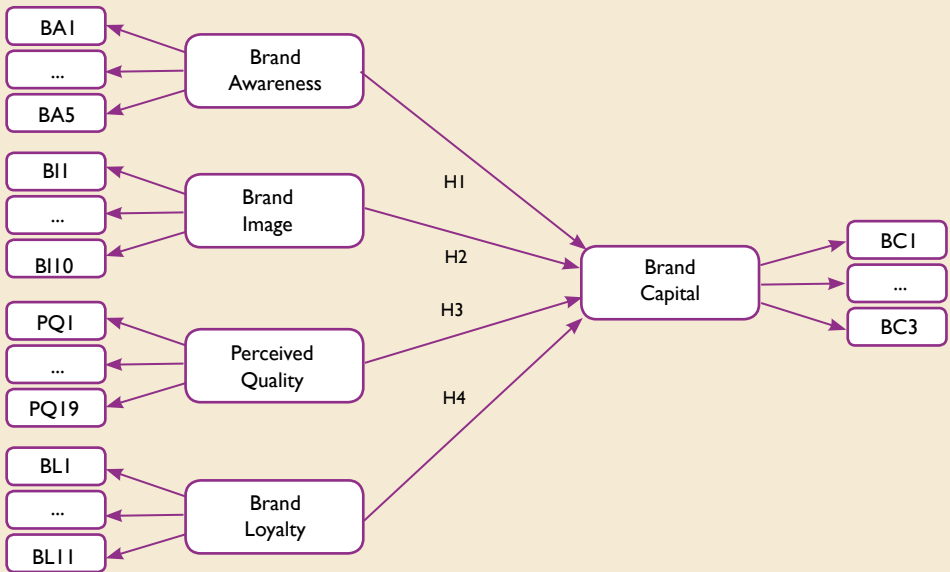 BA1
...
BA5
Brand
Awareness
BI1
...
BI10
Brand
Image
PQ1
...
PQ19
Perceived
Quality
BL1
...
BL11
Brand
Loyalty
H1
H2
H3
H4
Brand
Capital
BC1
...
BC3